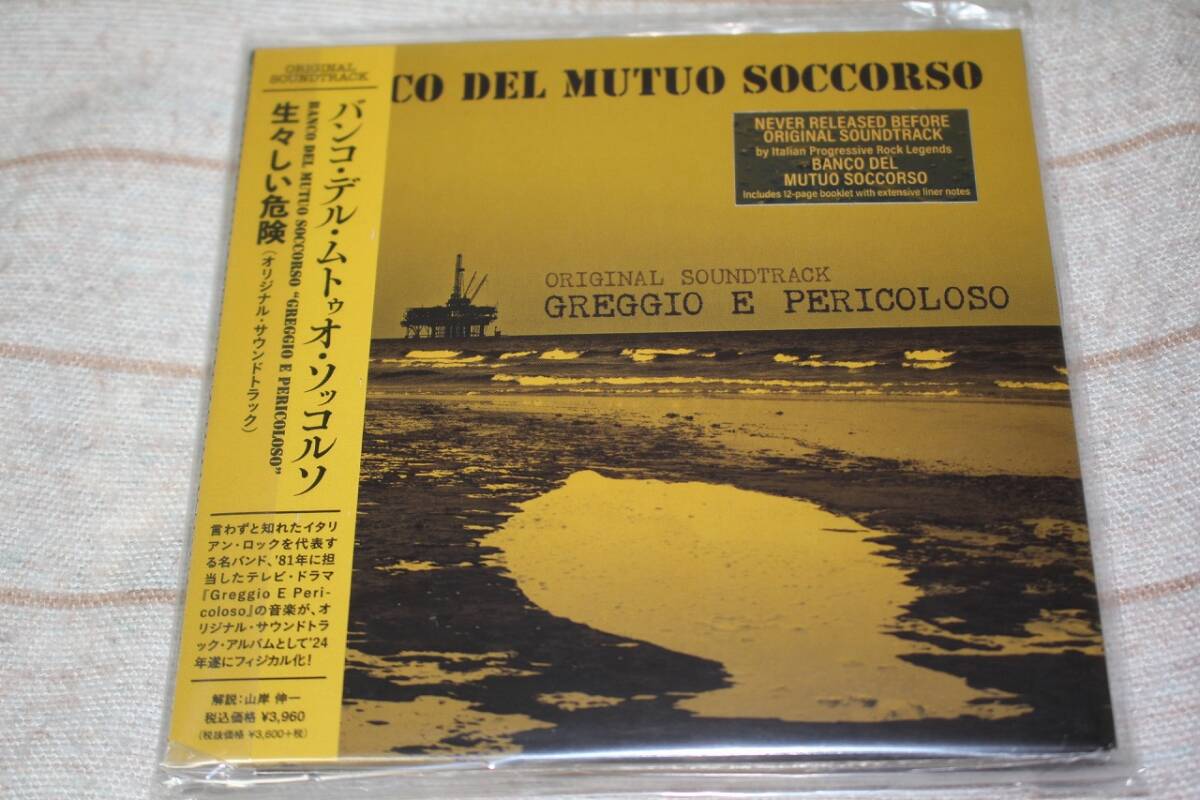 ORIGINAL
SOUNDTRACK
バンコ・デル・ムトゥオ・ソッコルソ
BANCO DEL MUTUO SOCCORSO "GREGGIO E PERICOLOSO"
生々しい危険（オリジナル・サウンドトラック）
言わずと知れたイタリ
アン・ロックを代表す
る名バンド、'81年に担
当したテレビ・ドラマ
『Greggio E Peri-
coloso』の音楽が、オ
リジナル・サウンドトラ
ック・アルバムとして'24
年遂にフィジカル化!
解説:山岸 伸一
税込価格 ¥3,960
(税抜価格 ¥3,600+税)
CO DEL MUTUO SOCCORSO
NEVER RELEASED BEFORE
ORIGINAL SOUNDTRACK
by Italian Progressive Rock Legends
BANCO DEL
MUTUO SOCCORSO
includes 12-page booklet with extensive liner notes
ORIGINAL SOUNDTRACK
GREGGIO E PERICOLOSO